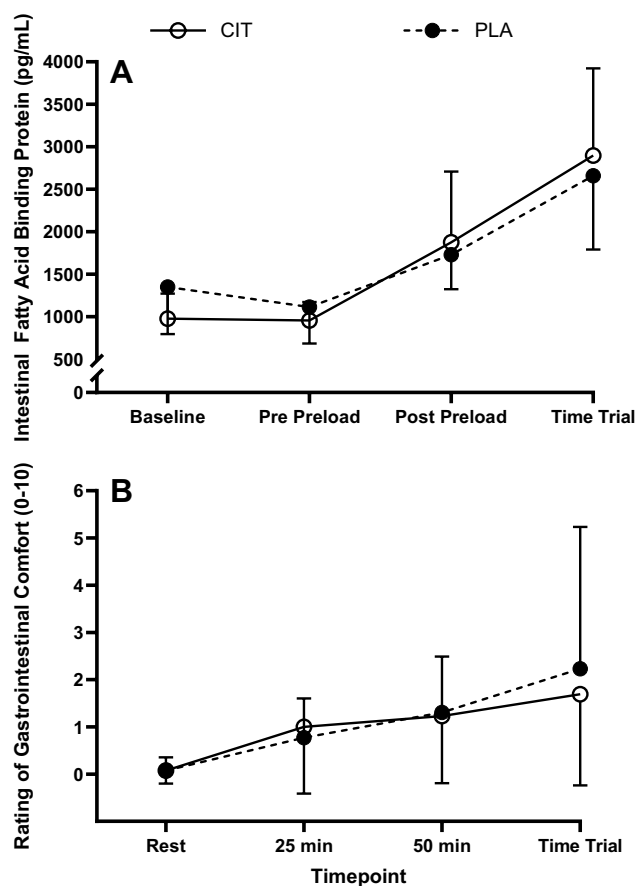 CIT PLA
A
Intestinal Fatty Acid Binding Protein (pg/mL)
4000
3500
3000
2500
2000
1500
1000
500
0
Baseline Pre Preload Post Preload Time Trial
B
Rating of Gastrointestinal Comfort (0-10)
6
5
4
3
2
1
0
Rest 25 min 50 min Time Trial
Timepoint